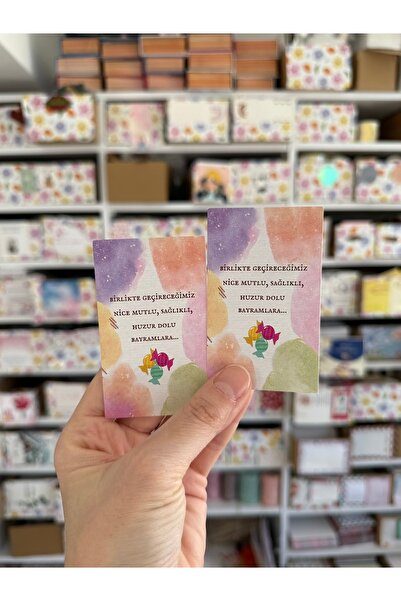 BİRLİKTE GEÇİRECEĞİMİZ
NİCE MUTLU, SAĞLIKLI,
HUZUR DOLU
BAYRAMLARA...
BİRLİKTE GEÇİRECEĞİMİZ
NİCE MUTLU, SAĞLIKLI,
HUZUR DOLU
BAYRAMLARA...